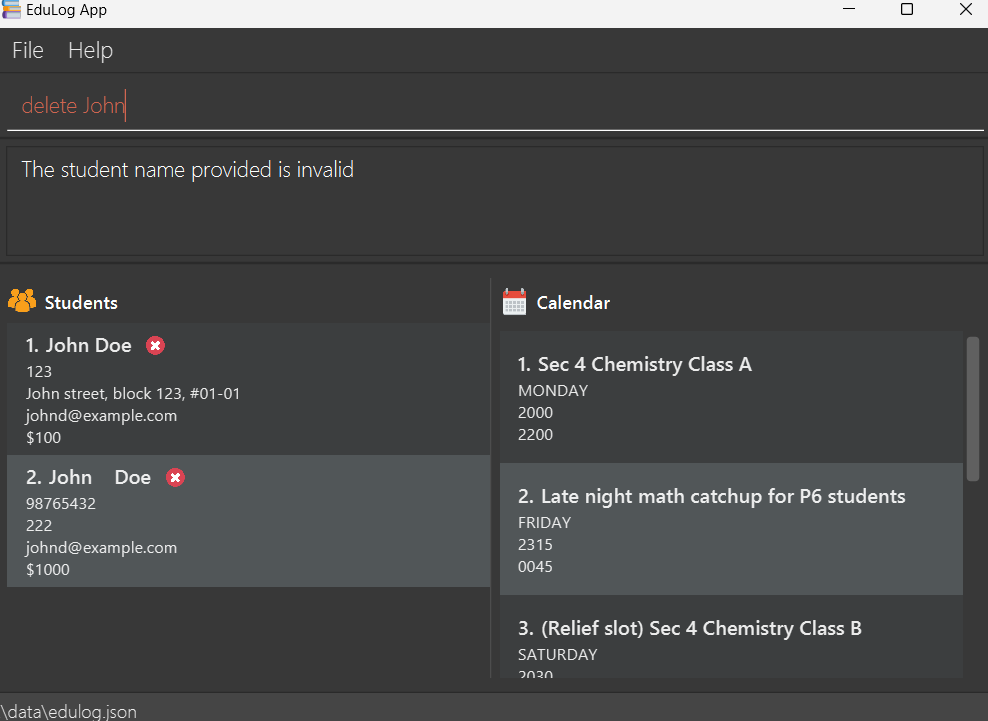 EduLog App
File Help
delete John
The student name provided is invalid
Students
1. John Doe
123
John street, block 123, #01-01
johnd@example.com
$100
2. John    Doe
98765432
222
johnd@example.com
$1000
Calendar
1. Sec 4 Chemistry Class A
MONDAY
2000
2200
2. Late night math catchup for P6 students
FRIDAY
2315
0045
3. (Relief slot) Sec 4 Chemistry Class B
SATURDAY
2030
\data\edulog.json